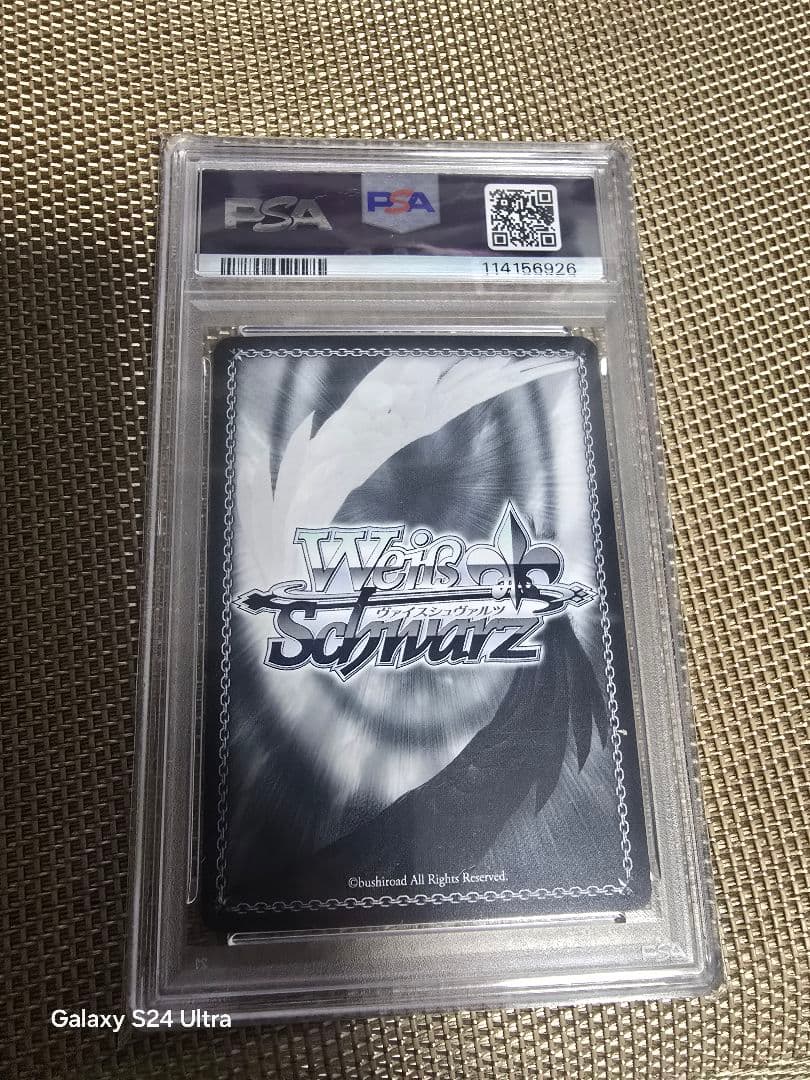 PSA
PSA
114156926
Weiß
ヴァイスシュヴァルツ
Schwarz
©bushiroad All Rights Reserved.
PSA
Galaxy S24 Ultra